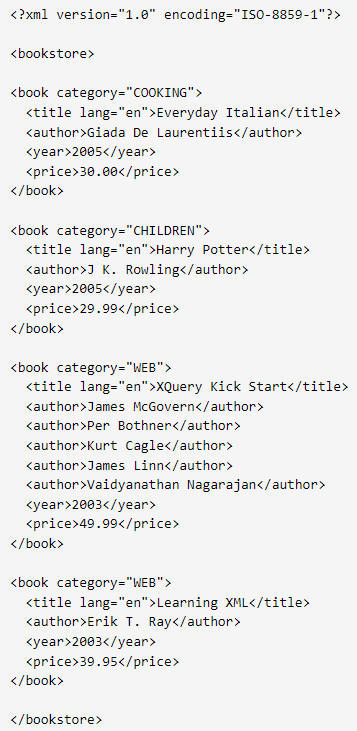 <?xml version="1.0" encoding="ISO-8859-1"?>
<bookstore>
<book category="COOKING">
<title lang="en">Everyday Italian</title>
<author>Giada De Laurentiis</author>
<year>2005</year>
<price>30.00</price>
</book>
<book category="CHILDREN">
<title lang="en">Harry Potter</title>
<author>J K. Rowling</author>
<year>2005</year>
<price>29.99</price>
</book>
<book category="WEB">
<title lang="en">XQuery Kick Start</title>
<author>James McGovern</author>
<author>Per Bothner</author>
<author>Kurt Cagle</author>
<author>James Linn</author>
<author>Vaidyanathan Nagarajan</author>
<year>2003</year>
<price>49.99</price>
</book>
<book category="WEB">
<title lang="en">Learning XML</title>
<author>Erik T. Ray</author>
<year>2003</year>
<price>39.95</price>
</book>
</bookstore>